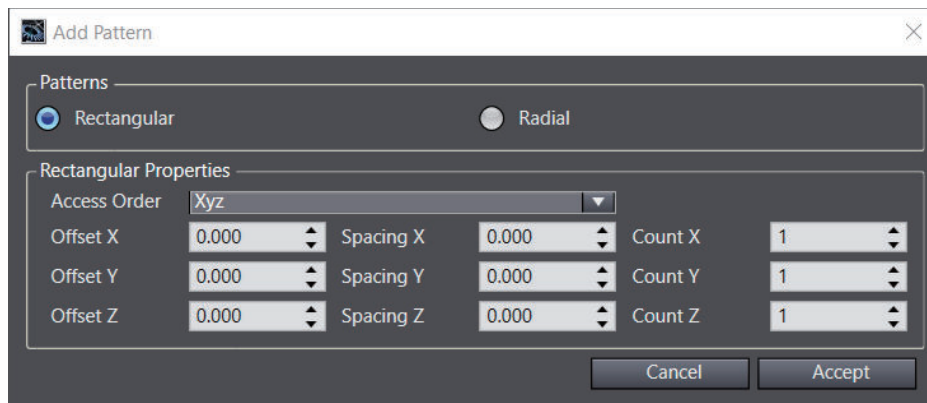 Add Pattern
Patterns
Rectangular Radial
Rectangular Properties
Access Order Xyz
Offset X 0.000 Spacing X 0.000 Count X 1
Offset Y 0.000 Spacing Y 0.000 Count Y 1
Offset Z 0.000 Spacing Z 0.000 Count Z 1
Cancel Accept